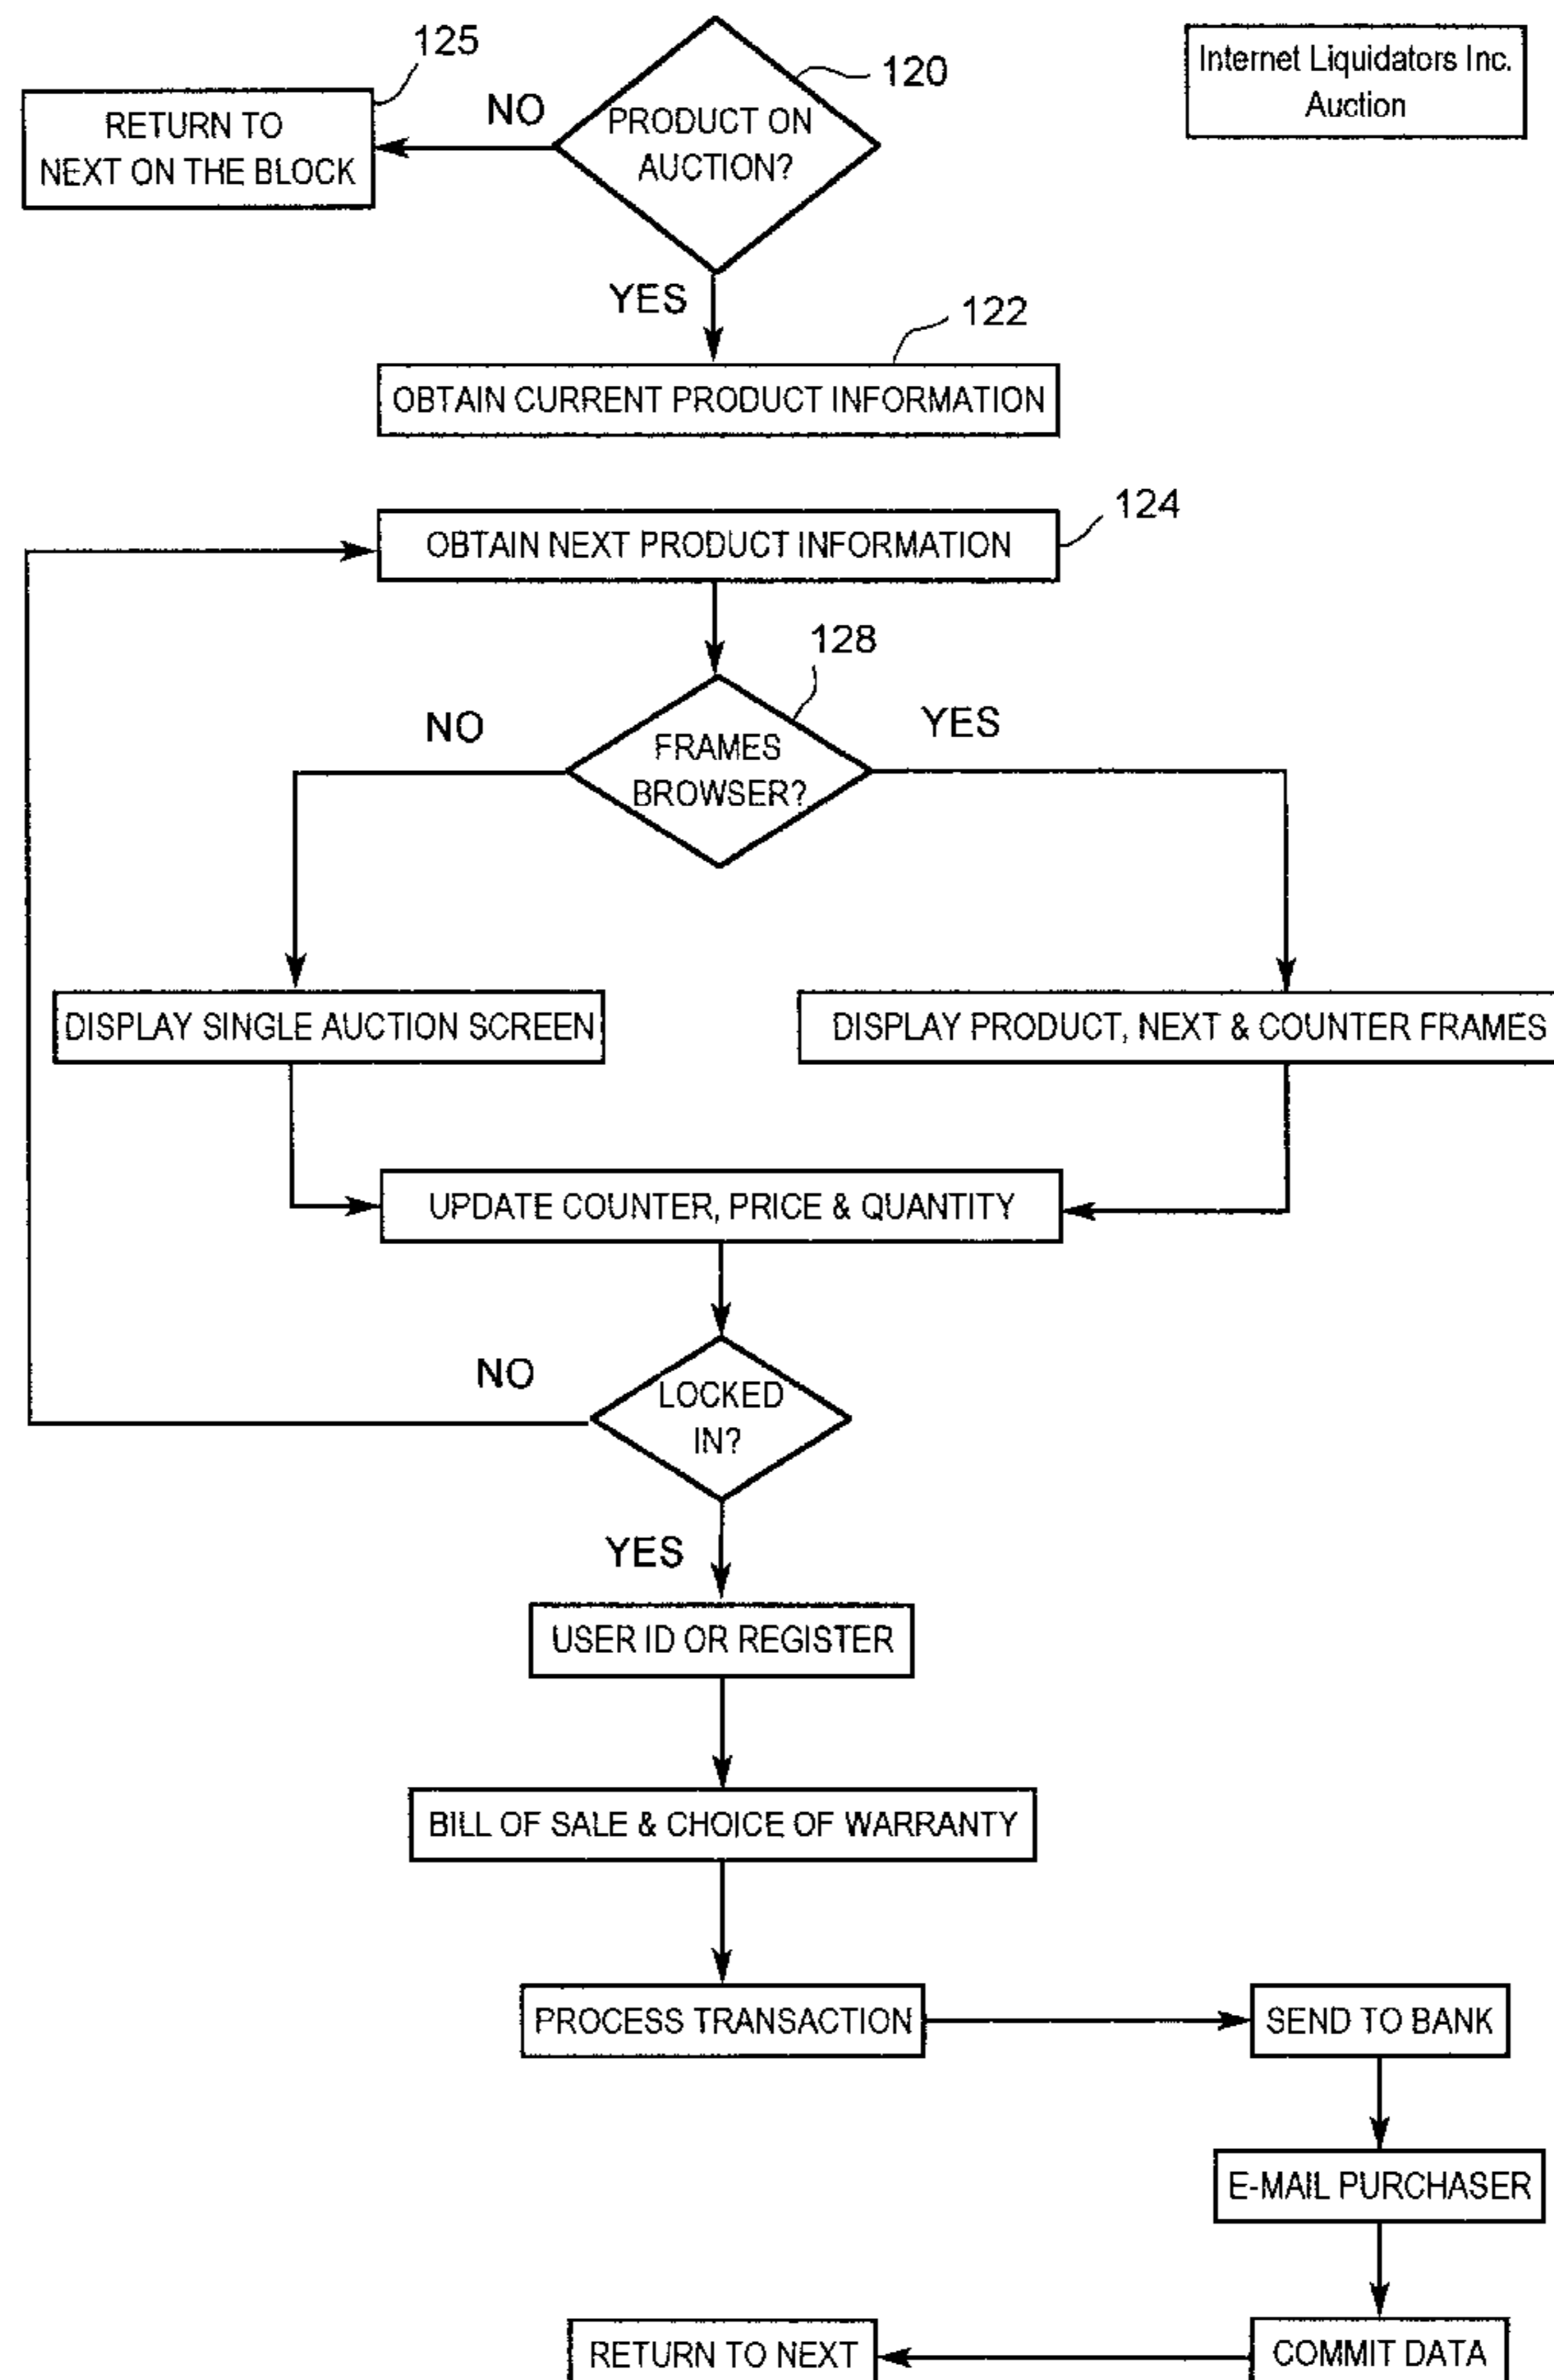 125
120
Internet Liquidators Inc.
Auction
RETURN TO
NEXT ON THE BLOCK
NO
PRODUCT ON
AUCTION?
YES
122
OBTAIN CURRENT PRODUCT INFORMATION
124
OBTAIN NEXT PRODUCT INFORMATION
128
NO
YES
FRAMES
BROWSER?
DISPLAY SINGLE AUCTION SCREEN
DISPLAY PRODUCT, NEXT & COUNTER FRAMES
UPDATE COUNTER, PRICE & QUANTITY
NO
LOCKED
IN?
YES
USER ID OR REGISTER
BILL OF SALE & CHOICE OF WARRANTY
PROCESS TRANSACTION
SEND TO BANK
E-MAIL PURCHASER
RETURN TO NEXT
COMMIT DATA